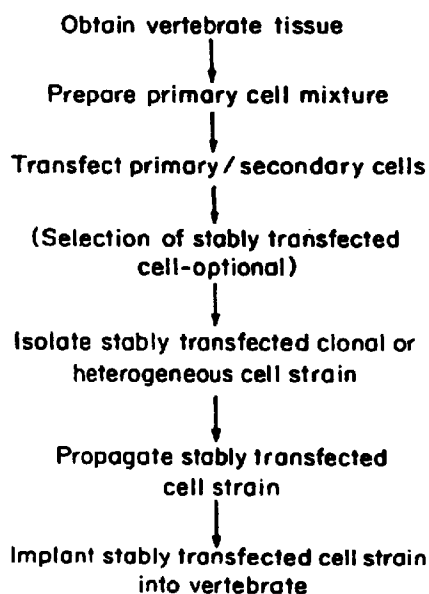 Obtain vertebrate tissue
Prepare primary cell mixture
Transfect primary/secondary cells
(Selection of stably transfected
cell-optional)
Isolate stably transfected clonal or
heterogeneous cell strain
Propagate stably transfected
cell strain
Implant stably transfected cell strain
into vertebrate